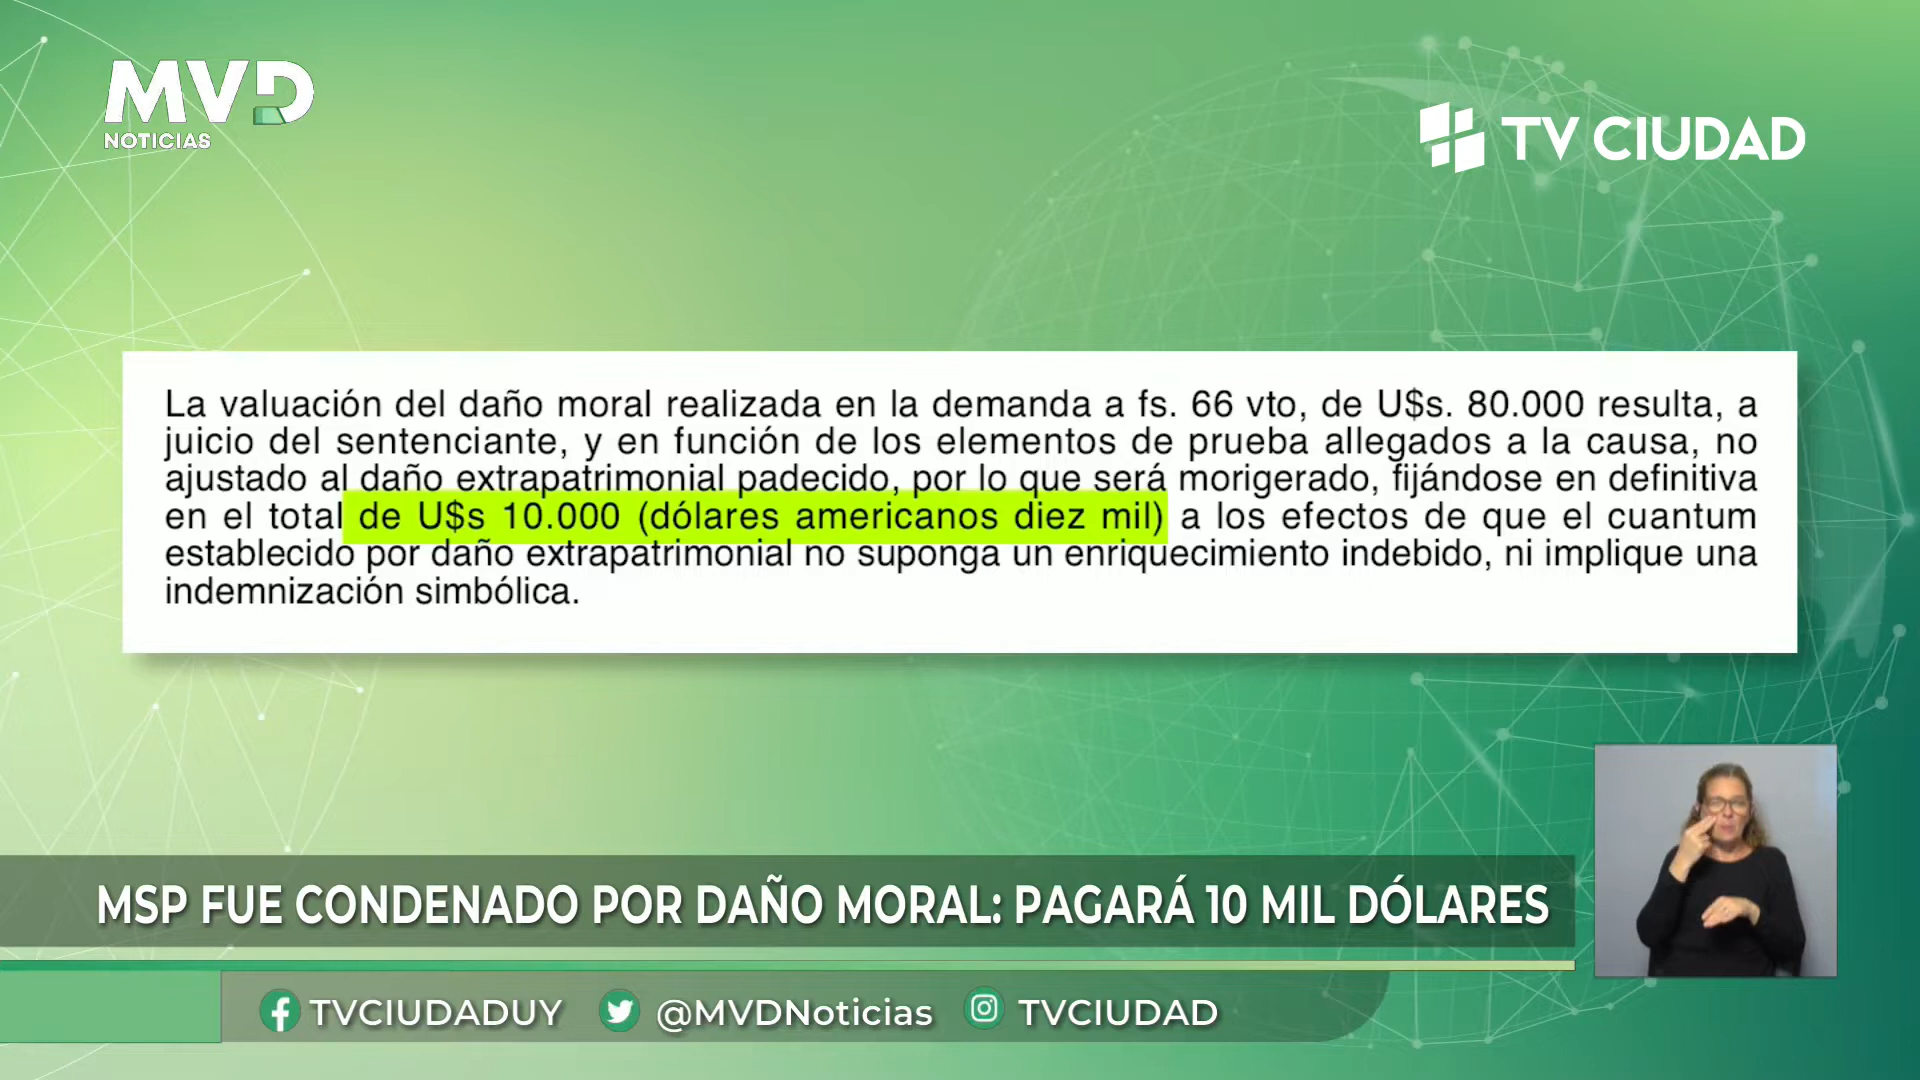 MVD
NOTICIAS
TV CIUDAD
La valuación del daño moral realizada en la demanda a fs. 66 vto, de U$s. 80.000 resulta, a
juicio del sentenciante, y en función de los elementos de prueba allegados a la causa, no
ajustado al daño extrapatrimonial padecido, por lo que será morigerado, fijándose en definitiva
en el total de U$s 10.000 (dólares americanos diez mil) a los efectos de que el cuantum
establecido por daño extrapatrimonial no suponga un enriquecimiento indebido, ni implique una
indemnización simbólica.
MSP FUE CONDENADO POR DAÑO MORAL: PAGARÁ 10 MIL DÓLARES
TVCIUDADUY @MVDNoticias TVCIUDAD